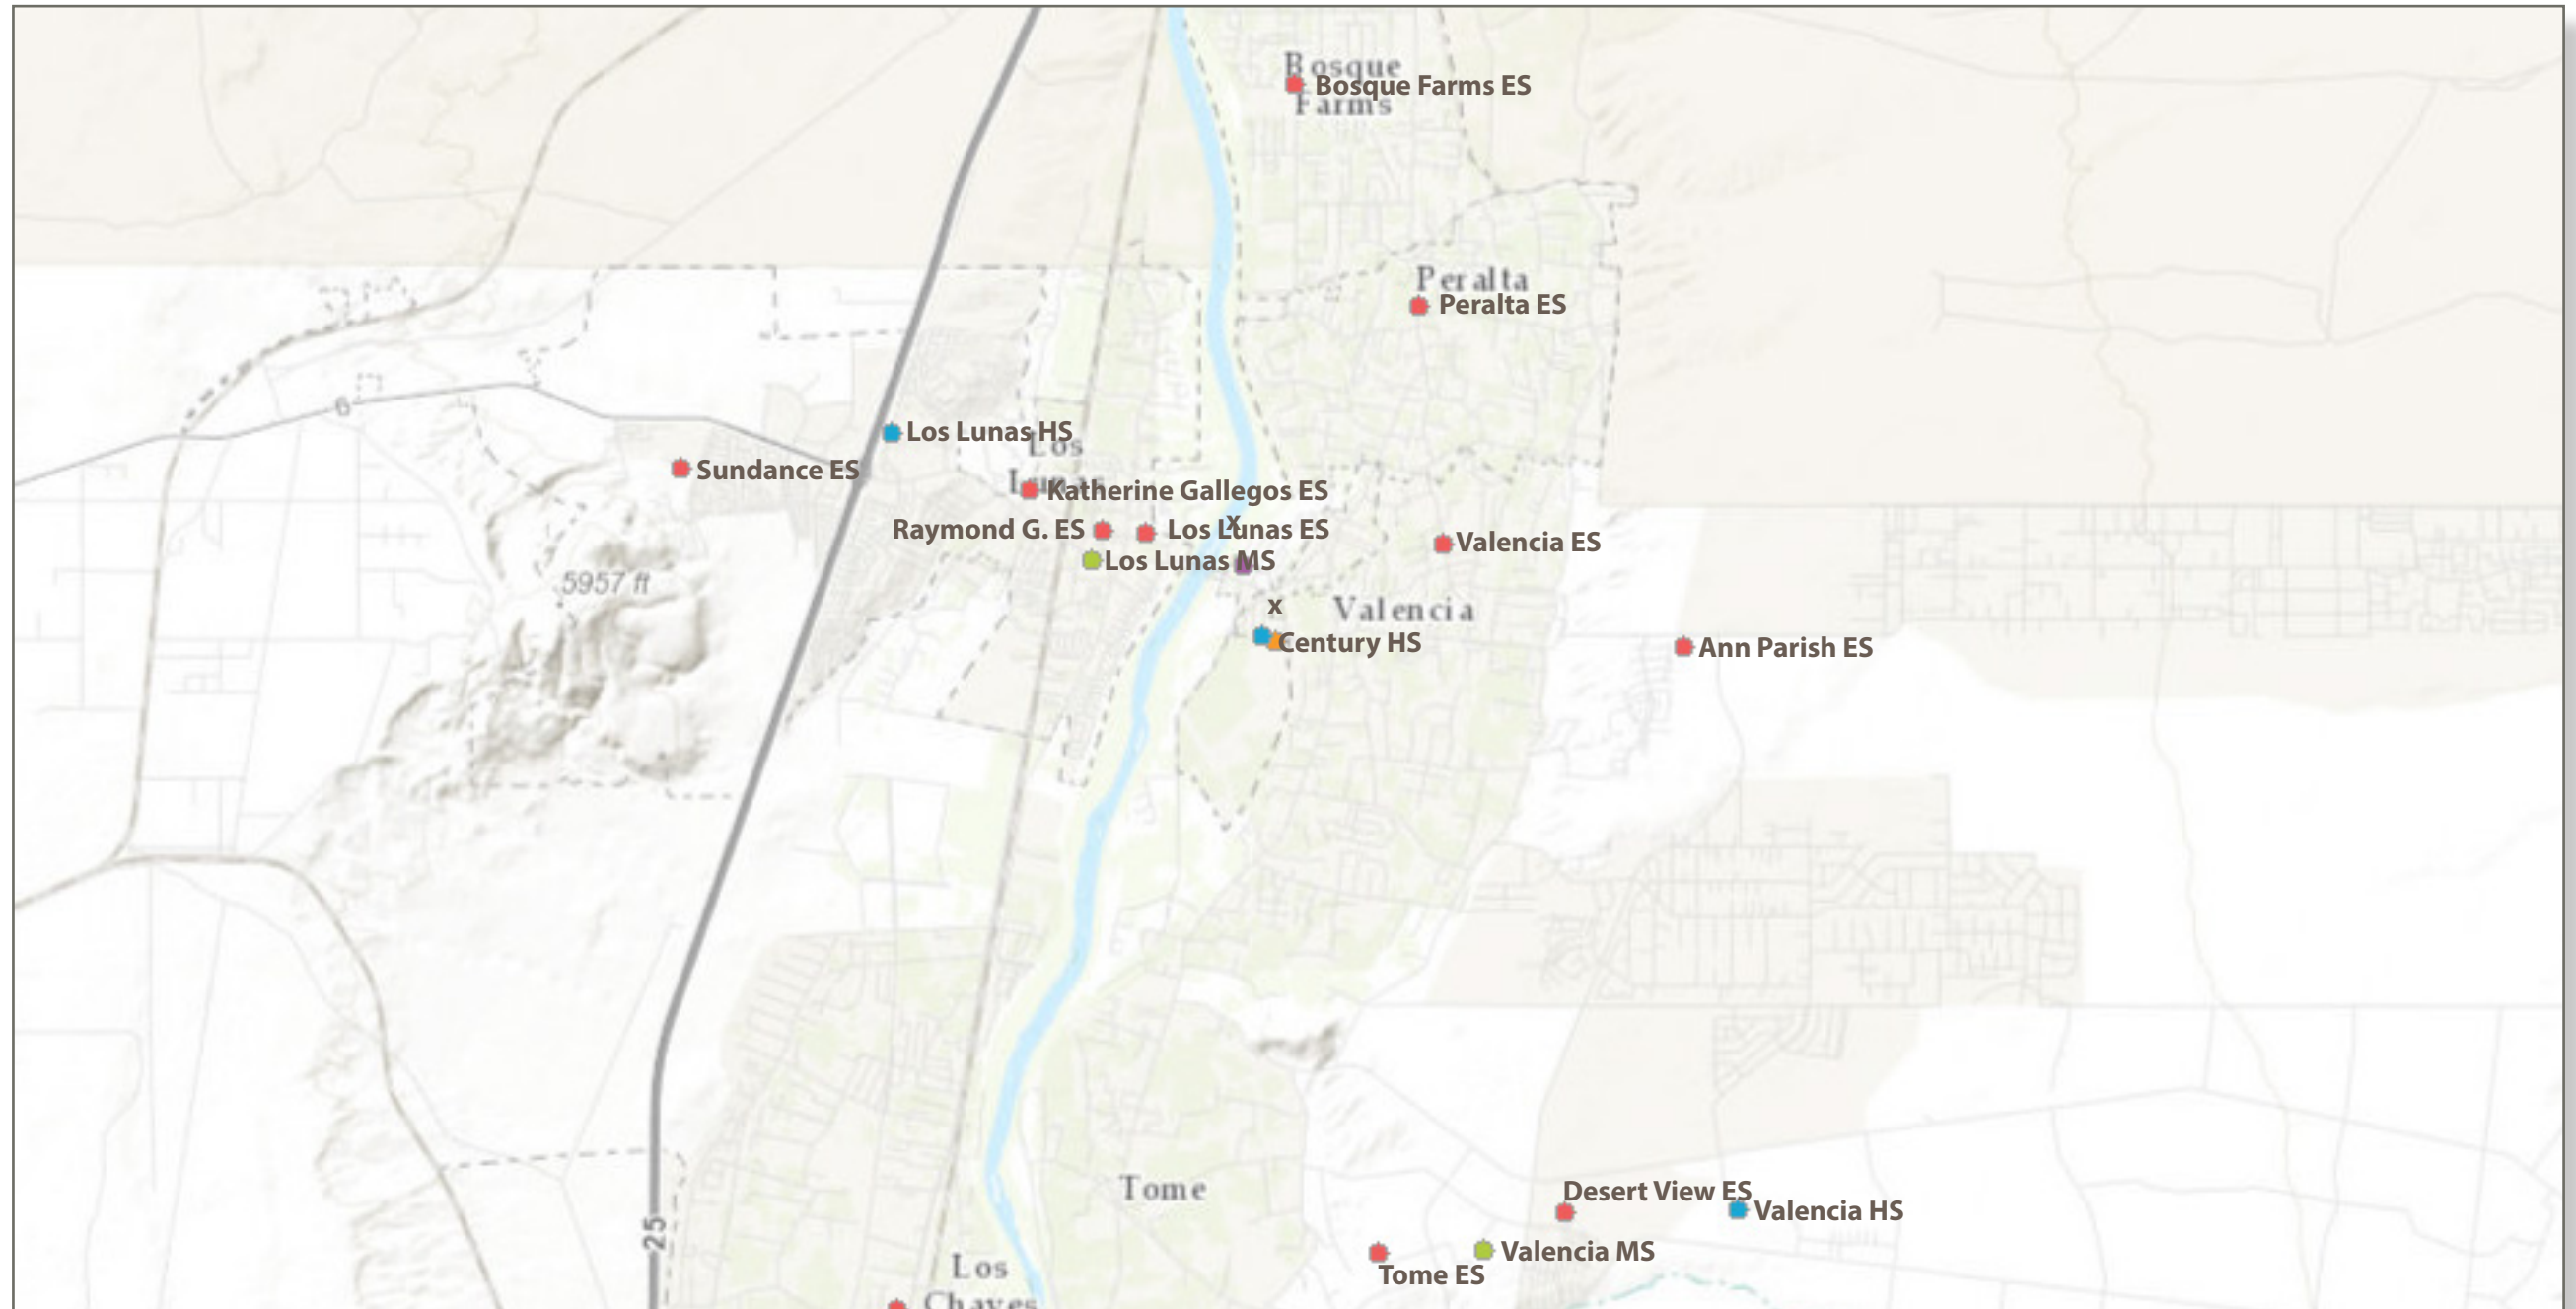 Bosque
Bosque Farms ES
Farms
Peralta
Peralta ES
6
Los Lunas HS
Los
Sundance ES
Lunas
Katherine Gallegos ES
x
Raymond G. ES
Los Lunas ES
Valencia ES
Los Lunas MS
5957 ft
x
Valencia
Century HS
Ann Parish ES
Tome
Desert View ES
Valencia HS
25
Valencia MS
Los
Tome ES
Chaves